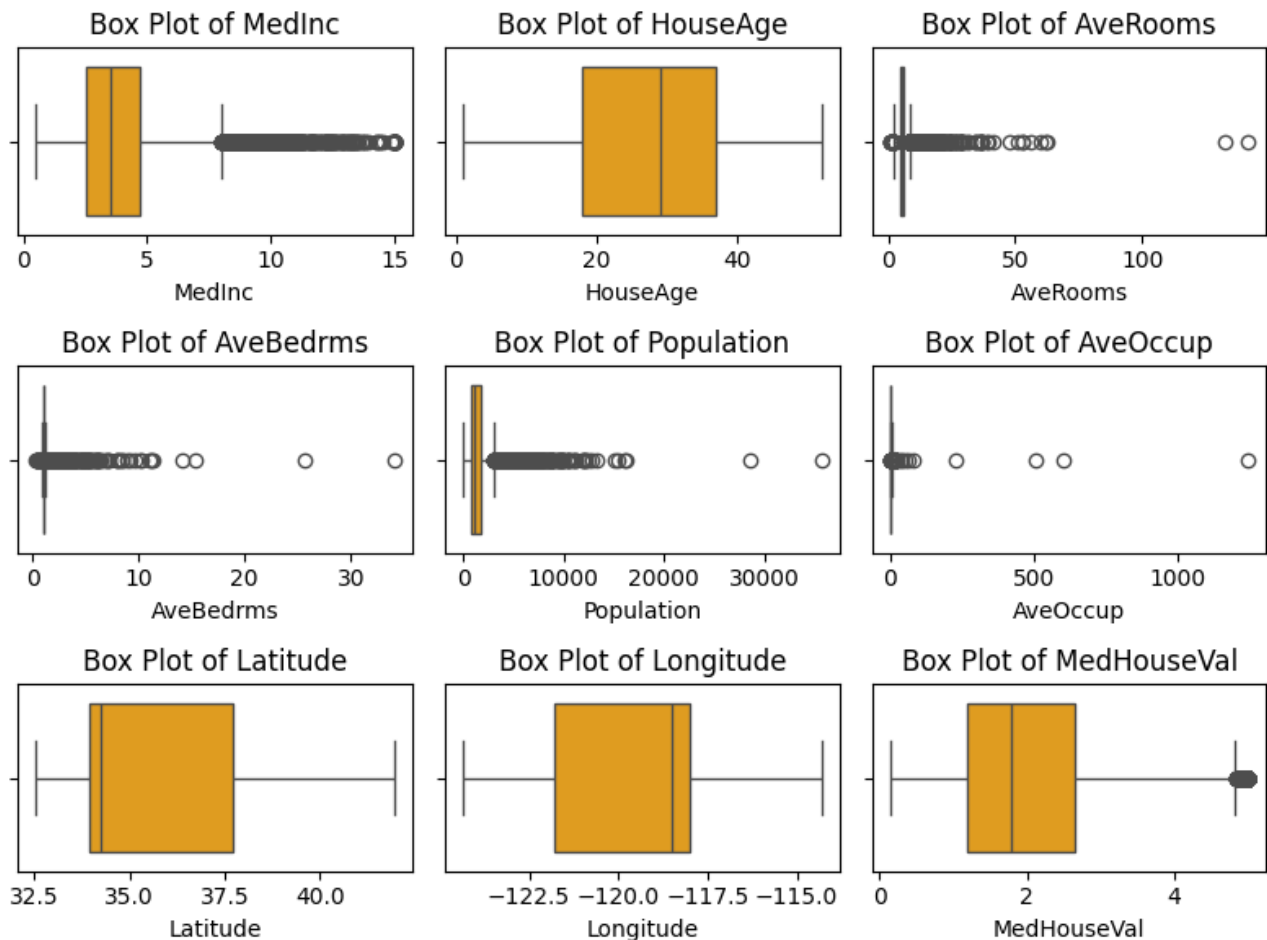 Box Plot of MedInc
0 5 10 15
MedInc
Box Plot of HouseAge
0 20 40
HouseAge
Box Plot of AveRooms
0 50 100
AveRooms
Box Plot of AveBedrms
0 10 20 30
AveBedrms
Box Plot of Population
0 10000 20000 30000
Population
Box Plot of AveOccup
0 500 1000
AveOccup
Box Plot of Latitude
32.5 35.0 37.5 40.0
Latitude
Box Plot of Longitude
−122.5 −120.0 −117.5 −115.0
Longitude
Box Plot of MedHouseVal
0 2 4
MedHouseVal